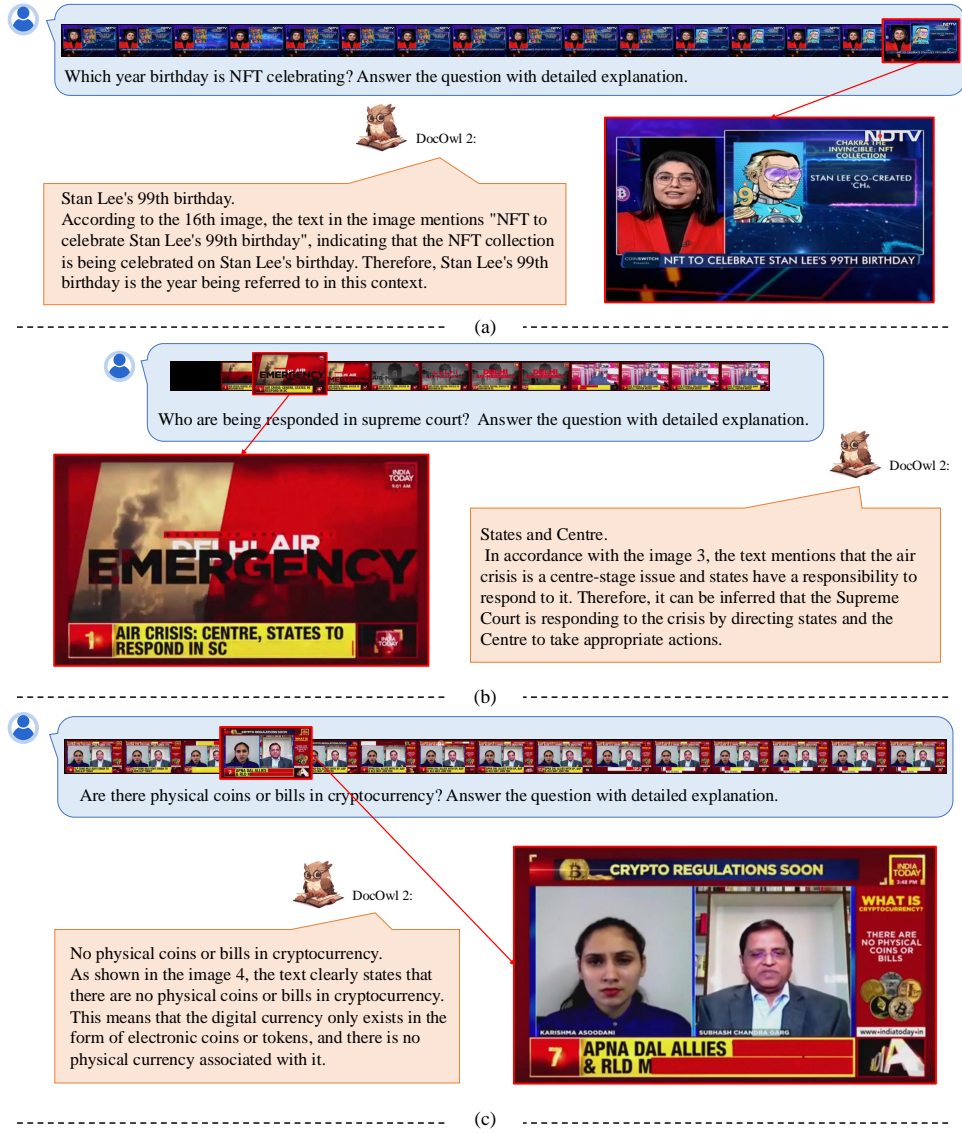 Which year birthday is NFT celebrating? Answer the question with detailed explanation.
DocOwl 2:
Stan Lee's 99th birthday.
According to the 16th image, the text in the image mentions "NFT to
celebrate Stan Lee's 99th birthday", indicating that the NFT collection
is being celebrated on Stan Lee's birthday. Therefore, Stan Lee's 99th
birthday is the year being referred to in this context.
NDTV
CHAKRA THE
INVINCIBLE: NFT
COLLECTION
STAN LEE CO-CREATED
'CHA
COINSWITCH
NFT TO CELEBRATE STAN LEE'S 99TH BIRTHDAY
(a)
Who are being responded in supreme court? Answer the question with detailed explanation.
DocOwl 2:
INDIA
TODAY
9:01 AM
DELHI AIR
EMERGENCY
1
AIR CRISIS: CENTRE, STATES TO
RESPOND IN SC
INDIA
TODAY
States and Centre.
In accordance with the image 3, the text mentions that the air
crisis is a centre-stage issue and states have a responsibility to
respond to it. Therefore, it can be inferred that the Supreme
Court is responding to the crisis by directing states and the
Centre to take appropriate actions.
(b)
Are there physical coins or bills in cryptocurrency? Answer the question with detailed explanation.
DocOwl 2:
No physical coins or bills in cryptocurrency.
As shown in the image 4, the text clearly states that
there are no physical coins or bills in cryptocurrency.
This means that the digital currency only exists in the
form of electronic coins or tokens, and there is no
physical currency associated with it.
CRYPTO REGULATIONS SOON
INDIA
TODAY
3:48 PM
WHAT IS
CRYPTOCURRENCY?
THERE ARE
NO PHYSICAL
COINS OR
BILLS
KARISHMA ASOODANI
SUBHASH CHANDRA GARG
www.indiatoday.in
7
APNA DAL ALLIES
& RLD M
(c)